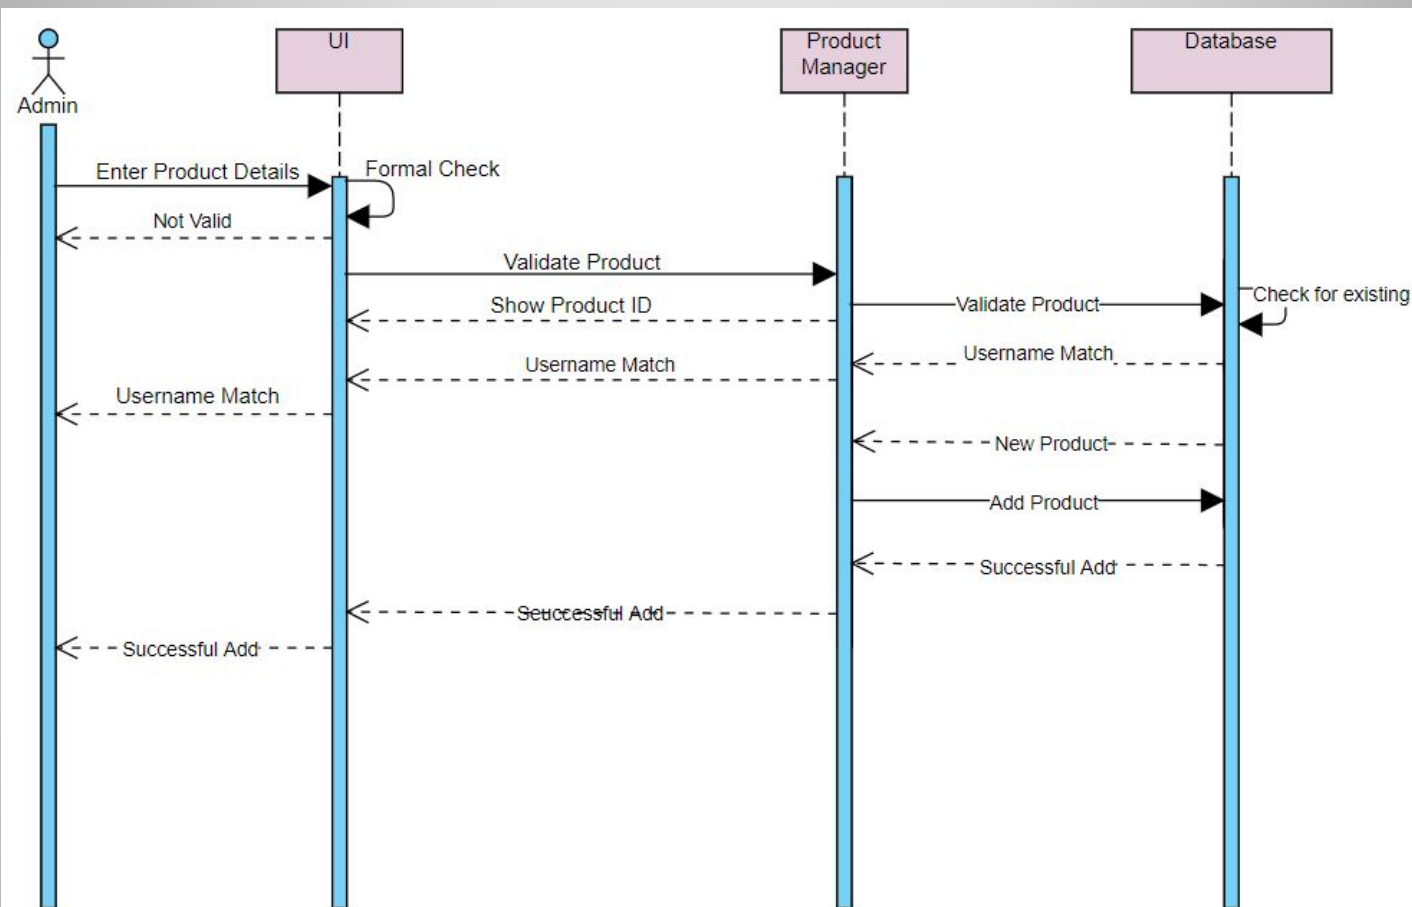 UI
Product
Manager
Database
Admin
Enter Product Details
Formal Check
Not Valid
Validate Product
Show Product ID
Validate Product
Check for existing
Username Match
Username Match
Username Match
New Product
Add Product
Successful Add
Seuccessful Add
Successful Add